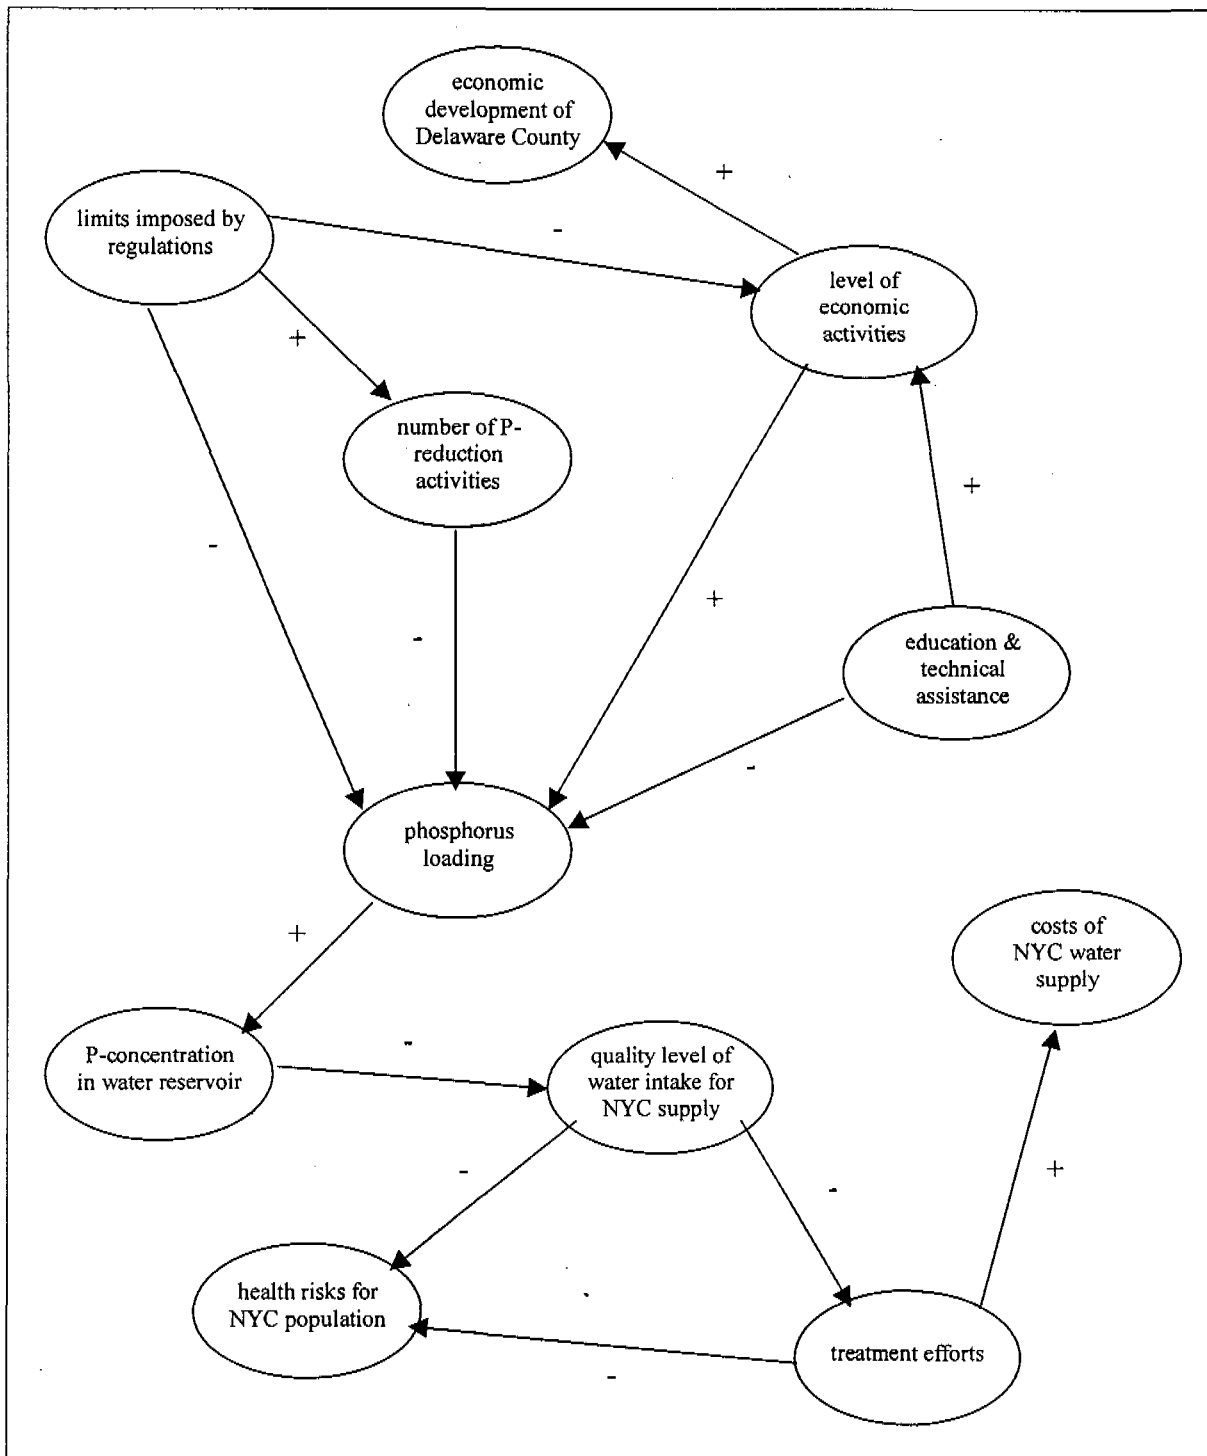 economic
development of
Delaware County
+
limits imposed by
regulations
-
level of
economic
activities
+
number of P-
reduction
activities
+
-
+
-
education &
technical
assistance
-
phosphorus
loading
+
costs of
NYC water
supply
P-concentration
in water reservoir
-
quality level of
water intake for
NYC supply
-
-
+
health risks for
NYC population
treatment efforts
-